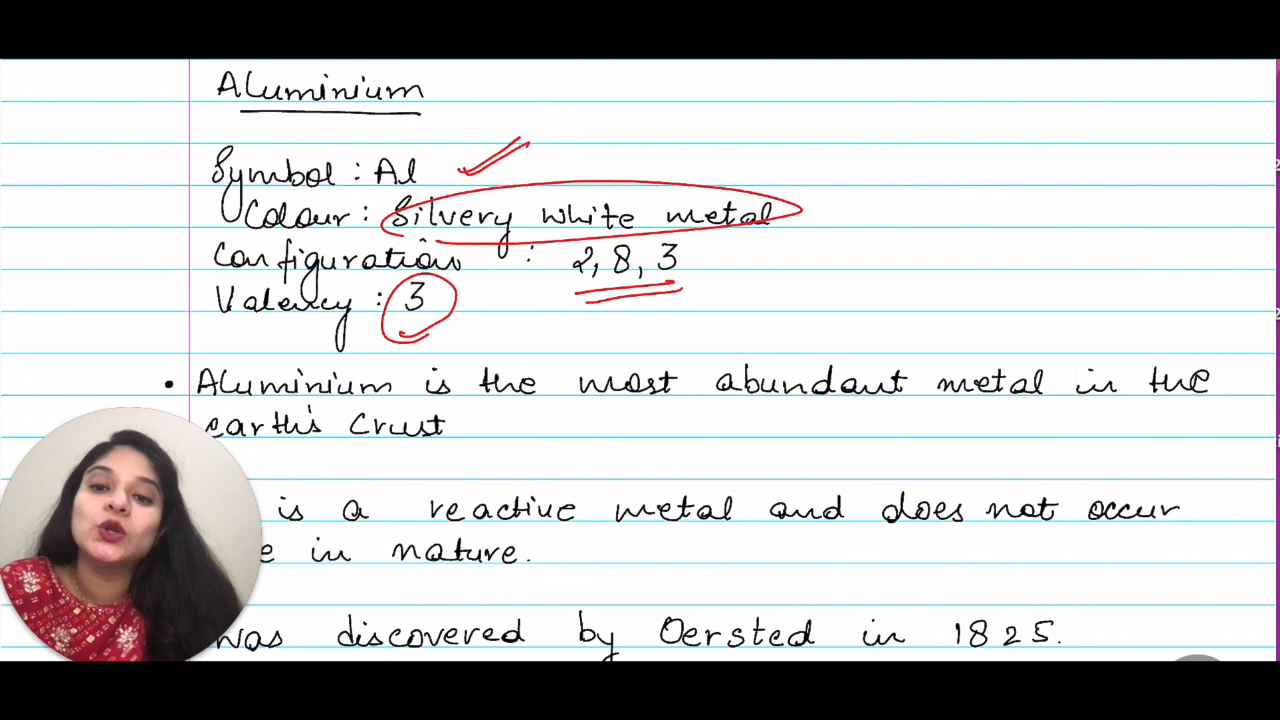 Aluminium
Symbol : Al
Colour : Silvery white metal
Configuration : 2, 8, 3
Valency : 3
• Aluminium is the most abundant metal in the
earth's crust
is a reactive metal and does not occur
in nature.
was discovered by Oersted in 1825.